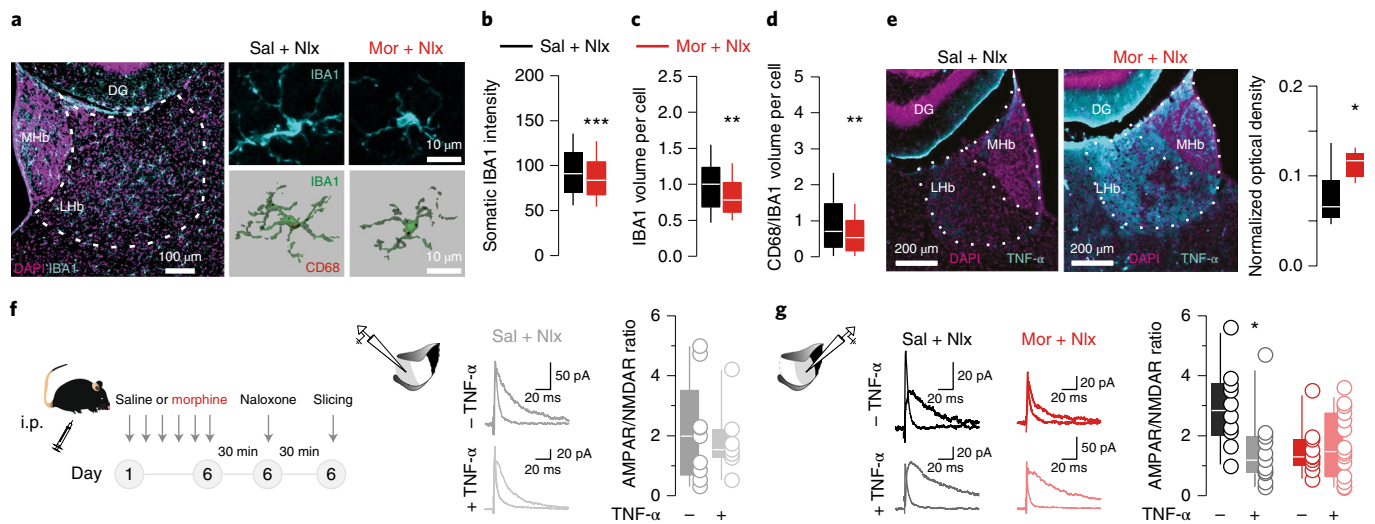 a
Sal + Nlx
Mor + Nlx
DG
MHb
LHb
DAPI IBA1
100 µm
IBA1
10 µm
IBA1
CD68
10 µm
b
c
d
Sal + Nlx
Mor + Nlx
Somatic IBA1 intensity
200
150
100
50
0
***
IBA1 volume per cell
2.5
2.0
1.5
1.0
0.5
0.0
**
CD68/IBA1 volume per cell
5
4
3
2
1
0
**
e
Sal + Nlx
Mor + Nlx
DG
MHb
LHb
200 µm
DAPI
TNF-α
DG
MHb
LHb
200 µm
DAPI
TNF-α
Normalized optical density
0.2
0.1
0.0
*
f
i.p.
Saline or morphine
Naloxone
Slicing
30 min
30 min
Day
1
6
6
6
Sal + Nlx
– TNF-α
50 pA
20 ms
+ TNF-α
20 pA
20 ms
AMPAR/NMDAR ratio
6
4
2
0
TNF-α – +
g
Sal + Nlx
Mor + Nlx
– TNF-α
20 pA
20 ms
20 pA
20 ms
+ TNF-α
20 pA
20 ms
50 pA
20 ms
AMPAR/NMDAR ratio
6
4
2
0
*
TNF-α – + – +